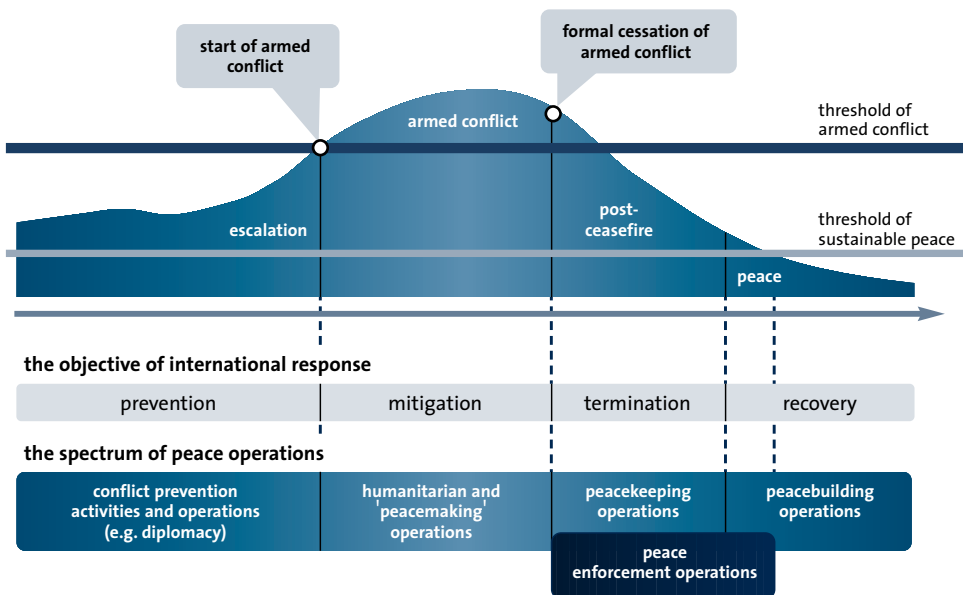 start of armed
conflict
formal cessation of
armed conflict
armed conflict
threshold of
armed conflict
escalation
post-
ceasefire
threshold of
sustainable peace
peace
the objective of international response
prevention
mitigation
termination
recovery
the spectrum of peace operations
conflict prevention
activities and operations
(e.g. diplomacy)
humanitarian and
'peacemaking'
operations
peacekeeping
operations
peacebuilding
operations
peace
enforcement operations